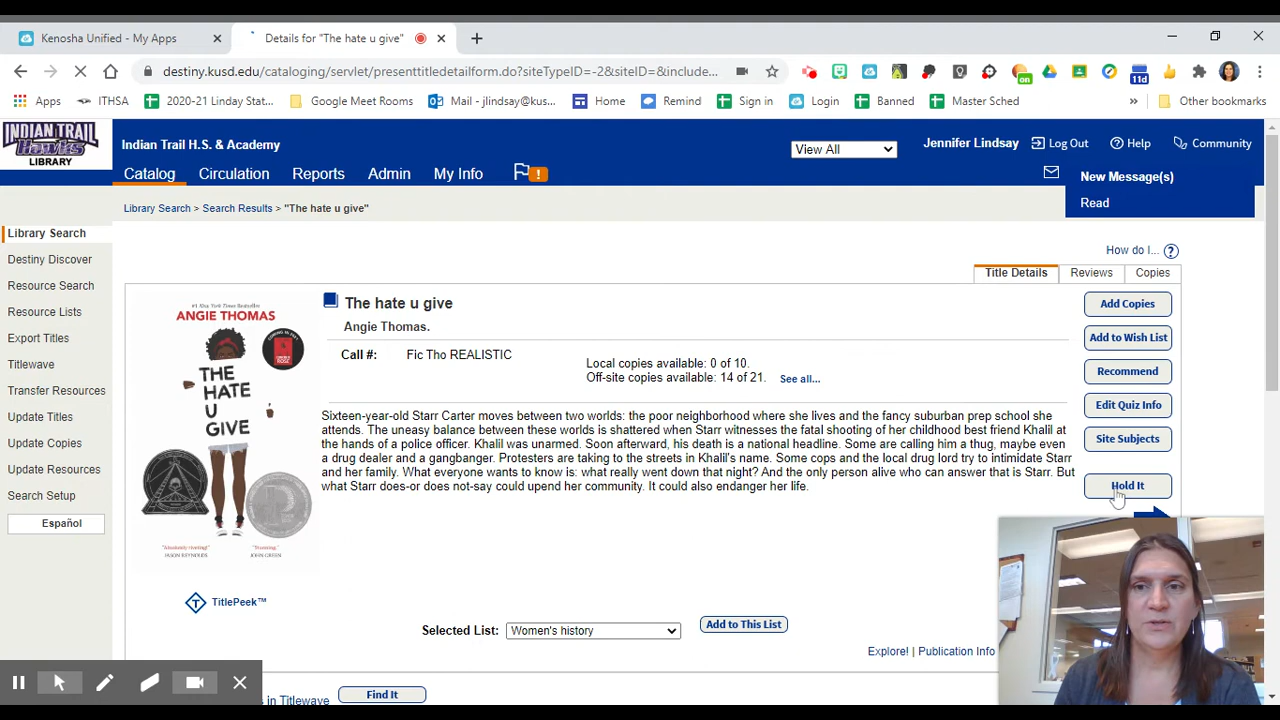 Kenosha Unified - My Apps
Details for "The hate u give"
destiny.kusd.edu/cataloging/servlet/presenttitledetailform.do?siteTypeID=-2&siteID=&include...
11d
Apps
ITHSA
2020-21 Linday Stat...
Google Meet Rooms
Mail - jlindsay@kus...
Home
Remind
Sign in
Login
Banned
Master Sched
»
Other bookmarks
INDIAN TRAIL
Hawks
LIBRARY
Indian Trail H.S. & Academy
View All
Jennifer Lindsay
Log Out
Help
Community
Catalog
Circulation
Reports
Admin
My Info
!
New Message(s)
Read
Library Search > Search Results > "The hate u give"
Library Search
Destiny Discover
Resource Search
Resource Lists
Export Titles
Titlewave
Transfer Resources
Update Titles
Update Copies
Update Resources
Search Setup
Español
How do I... ?
Title Details
Reviews
Copies
#1 New York Times Bestseller
ANGIE THOMAS
THE
HATE
U
GIVE
JASON REYNOLDS
JOHN GREEN
The hate u give
Angie Thomas.
Call #:
Fic Tho REALISTIC
Local copies available: 0 of 10.
Off-site copies available: 14 of 21.
See all...
Sixteen-year-old Starr Carter moves between two worlds: the poor neighborhood where she lives and the fancy suburban prep school she
attends. The uneasy balance between these worlds is shattered when Starr witnesses the fatal shooting of her childhood best friend Khalil at
the hands of a police officer. Khalil was unarmed. Soon afterward, his death is a national headline. Some are calling him a thug, maybe even
a drug dealer and a gangbanger. Protesters are taking to the streets in Khalil's name. Some cops and the local drug lord try to intimidate Starr
and her family. What everyone wants to know is: what really went down that night? And the only person alive who can answer that is Starr. But
what Starr does-or does not-say could upend her community. It could also endanger her life.
Add Copies
Add to Wish List
Recommend
Edit Quiz Info
Site Subjects
Hold It
TitlePeek™
Selected List:
Women's history
Add to This List
Explore! | Publication Info
s in Titlewave
Find It